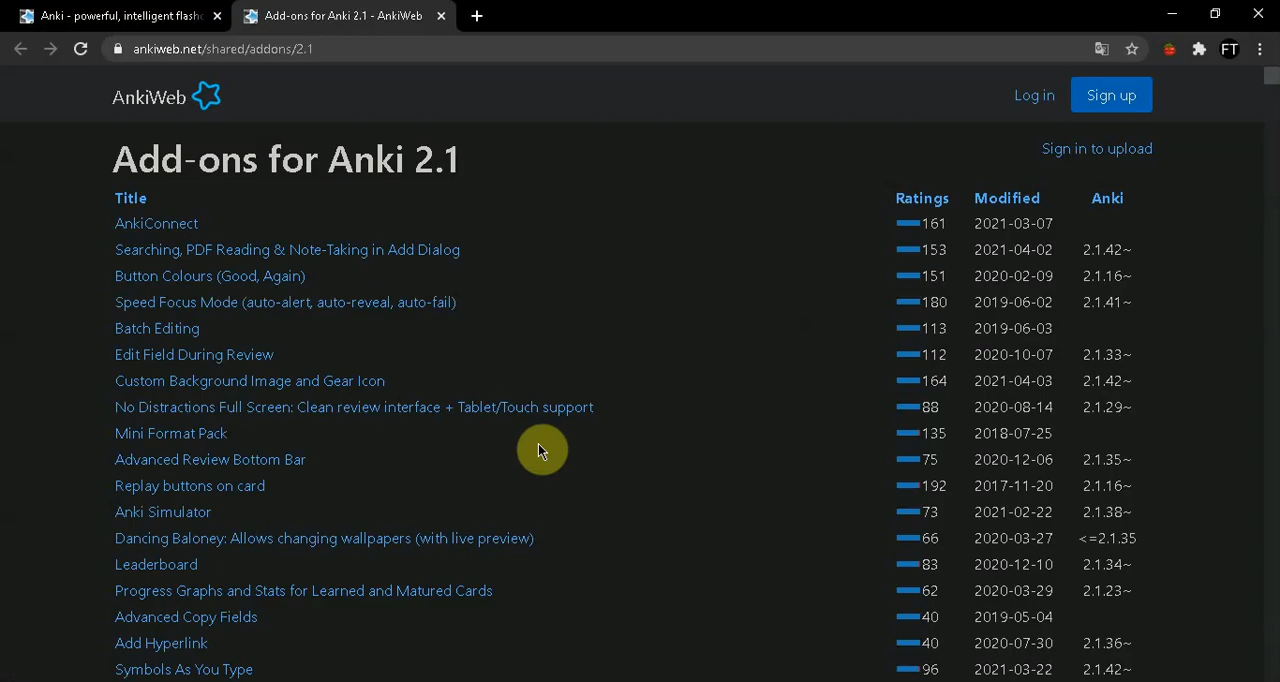 Anki - powerful, intelligent flashc
Add-ons for Anki 2.1 - AnkiWeb
ankiweb.net/shared/addons/2.1
FT
AnkiWeb
Log in
Sign up
Add-ons for Anki 2.1
Sign in to upload
Title Ratings Modified Anki
AnkiConnect 161 2021-03-07
Searching, PDF Reading & Note-Taking in Add Dialog 153 2021-04-02 2.1.42~
Button Colours (Good, Again) 151 2020-02-09 2.1.16~
Speed Focus Mode (auto-alert, auto-reveal, auto-fail) 180 2019-06-02 2.1.41~
Batch Editing 113 2019-06-03
Edit Field During Review 112 2020-10-07 2.1.33~
Custom Background Image and Gear Icon 164 2021-04-03 2.1.42~
No Distractions Full Screen: Clean review interface + Tablet/Touch support 88 2020-08-14 2.1.29~
Mini Format Pack 135 2018-07-25
Advanced Review Bottom Bar 75 2020-12-06 2.1.35~
Replay buttons on card 192 2017-11-20 2.1.16~
Anki Simulator 73 2021-02-22 2.1.38~
Dancing Baloney: Allows changing wallpapers (with live preview) 66 2020-03-27 <=2.1.35
Leaderboard 83 2020-12-10 2.1.34~
Progress Graphs and Stats for Learned and Matured Cards 62 2020-03-29 2.1.23~
Advanced Copy Fields 40 2019-05-04
Add Hyperlink 40 2020-07-30 2.1.36~
Symbols As You Type 96 2021-03-22 2.1.42~